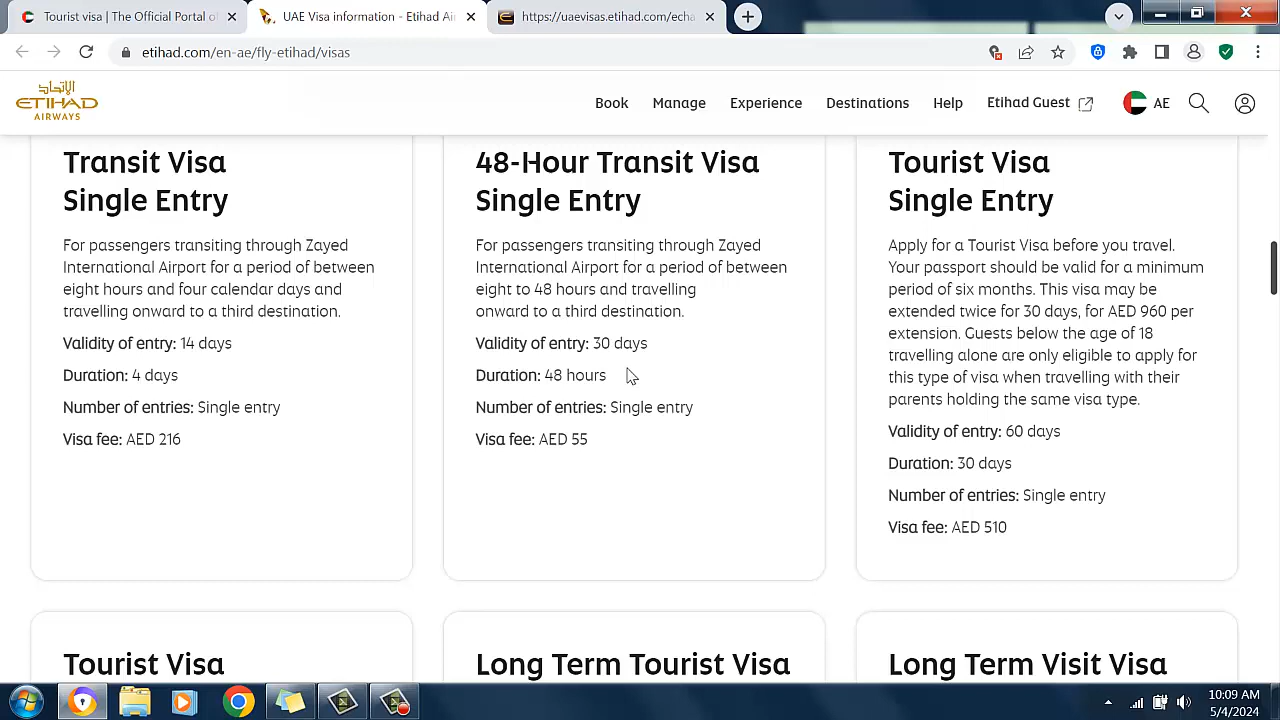 Tourist visa | The Official Portal of
UAE Visa information - Etihad Air
https://uaevisas.etihad.com/echa
etihad.com/en-ae/fly-etihad/visas
الإتحاد
ETIHAD
AIRWAYS
Book
Manage
Experience
Destinations
Help
Etihad Guest
AE
Transit Visa
Single Entry
For passengers transiting through Zayed
International Airport for a period of between
eight hours and four calendar days and
travelling onward to a third destination.
Validity of entry: 14 days
Duration: 4 days
Number of entries: Single entry
Visa fee: AED 216
48-Hour Transit Visa
Single Entry
For passengers transiting through Zayed
International Airport for a period of between
eight to 48 hours and travelling
onward to a third destination.
Validity of entry: 30 days
Duration: 48 hours
Number of entries: Single entry
Visa fee: AED 55
Tourist Visa
Single Entry
Apply for a Tourist Visa before you travel.
Your passport should be valid for a minimum
period of six months. This visa may be
extended twice for 30 days, for AED 960 per
extension. Guests below the age of 18
travelling alone are only eligible to apply for
this type of visa when travelling with their
parents holding the same visa type.
Validity of entry: 60 days
Duration: 30 days
Number of entries: Single entry
Visa fee: AED 510
Tourist Visa
Long Term Tourist Visa
Long Term Visit Visa
10:09 AM
5/4/2024